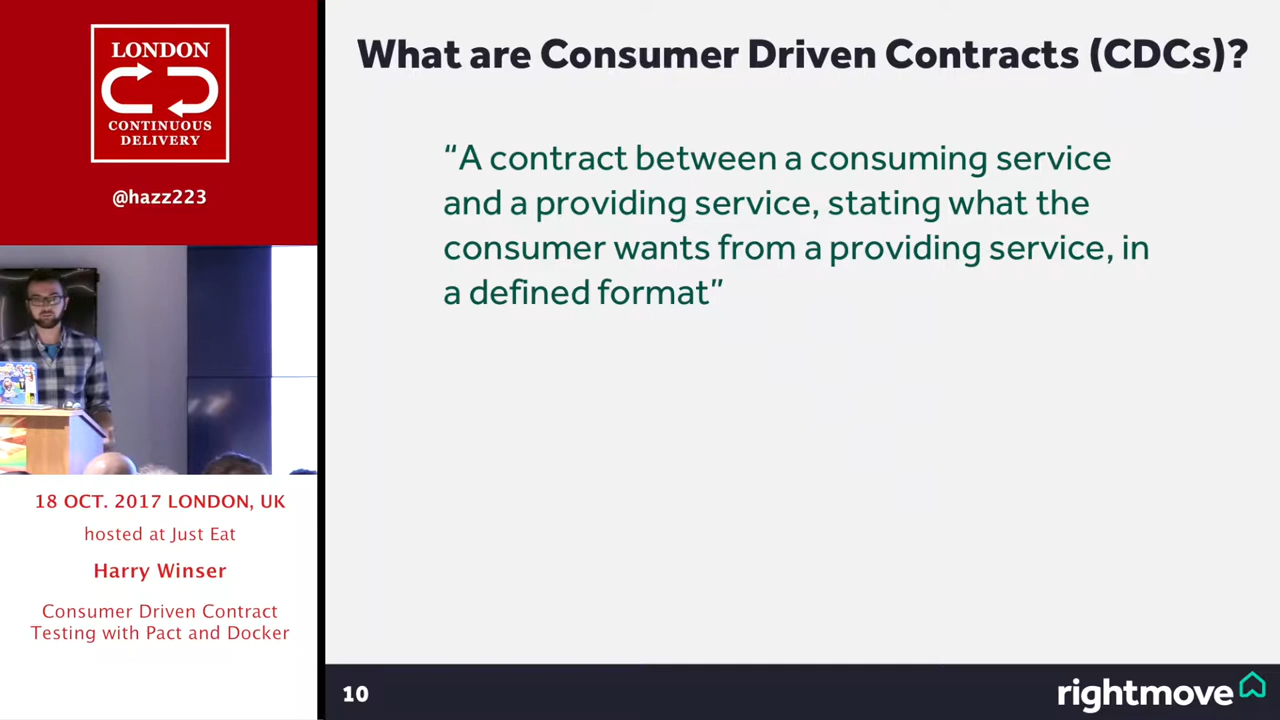 LONDON
CONTINUOUS
DELIVERY
@hazz223
18 OCT. 2017 LONDON, UK
hosted at Just Eat
Harry Winser
Consumer Driven Contract
Testing with Pact and Docker
What are Consumer Driven Contracts (CDCs)?
“A contract between a consuming service
and a providing service, stating what the
consumer wants from a providing service, in
a defined format”
10
rightmove